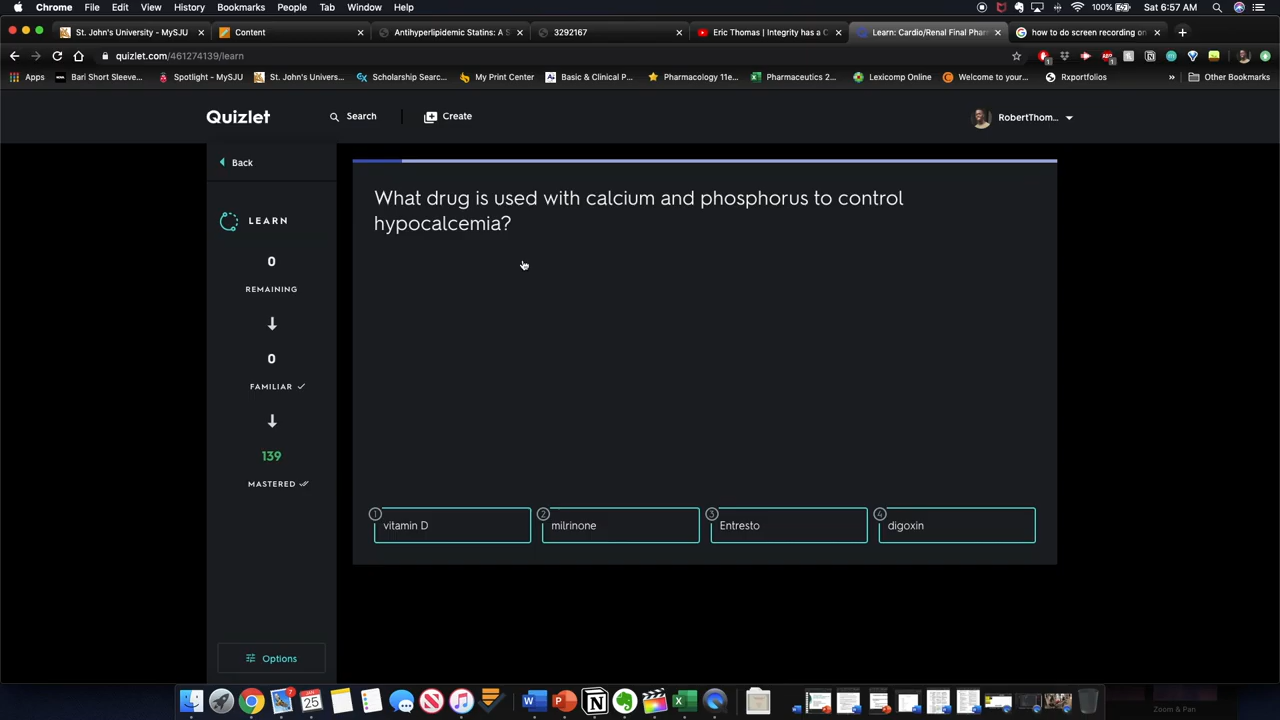 Chrome File Edit View History Bookmarks People Tab Window Help 100% Sat 6:57 AM
St. John's University - MySJU Content Antihyperlipidemic Statins: A S 3292167 Eric Thomas | Integrity has a C Learn: Cardio/Renal Final Phar how to do screen recording on
quizlet.com/461274139/learn
Apps Bari Short Sleeve... Spotlight - MySJU St. John's Univers... Scholarship Searc... My Print Center Basic & Clinical P... Pharmacology 11e... Pharmaceutics 2... Lexicomp Online Welcome to your... Rxportfolios » Other Bookmarks
Quizlet Search Create RobertThom...
Back
LEARN
0
REMAINING
0
FAMILIAR
139
MASTERED
Options
What drug is used with calcium and phosphorus to control
hypocalcemia?
1 vitamin D 2 milrinone 3 Entresto 4 digoxin
Zoom & Pan